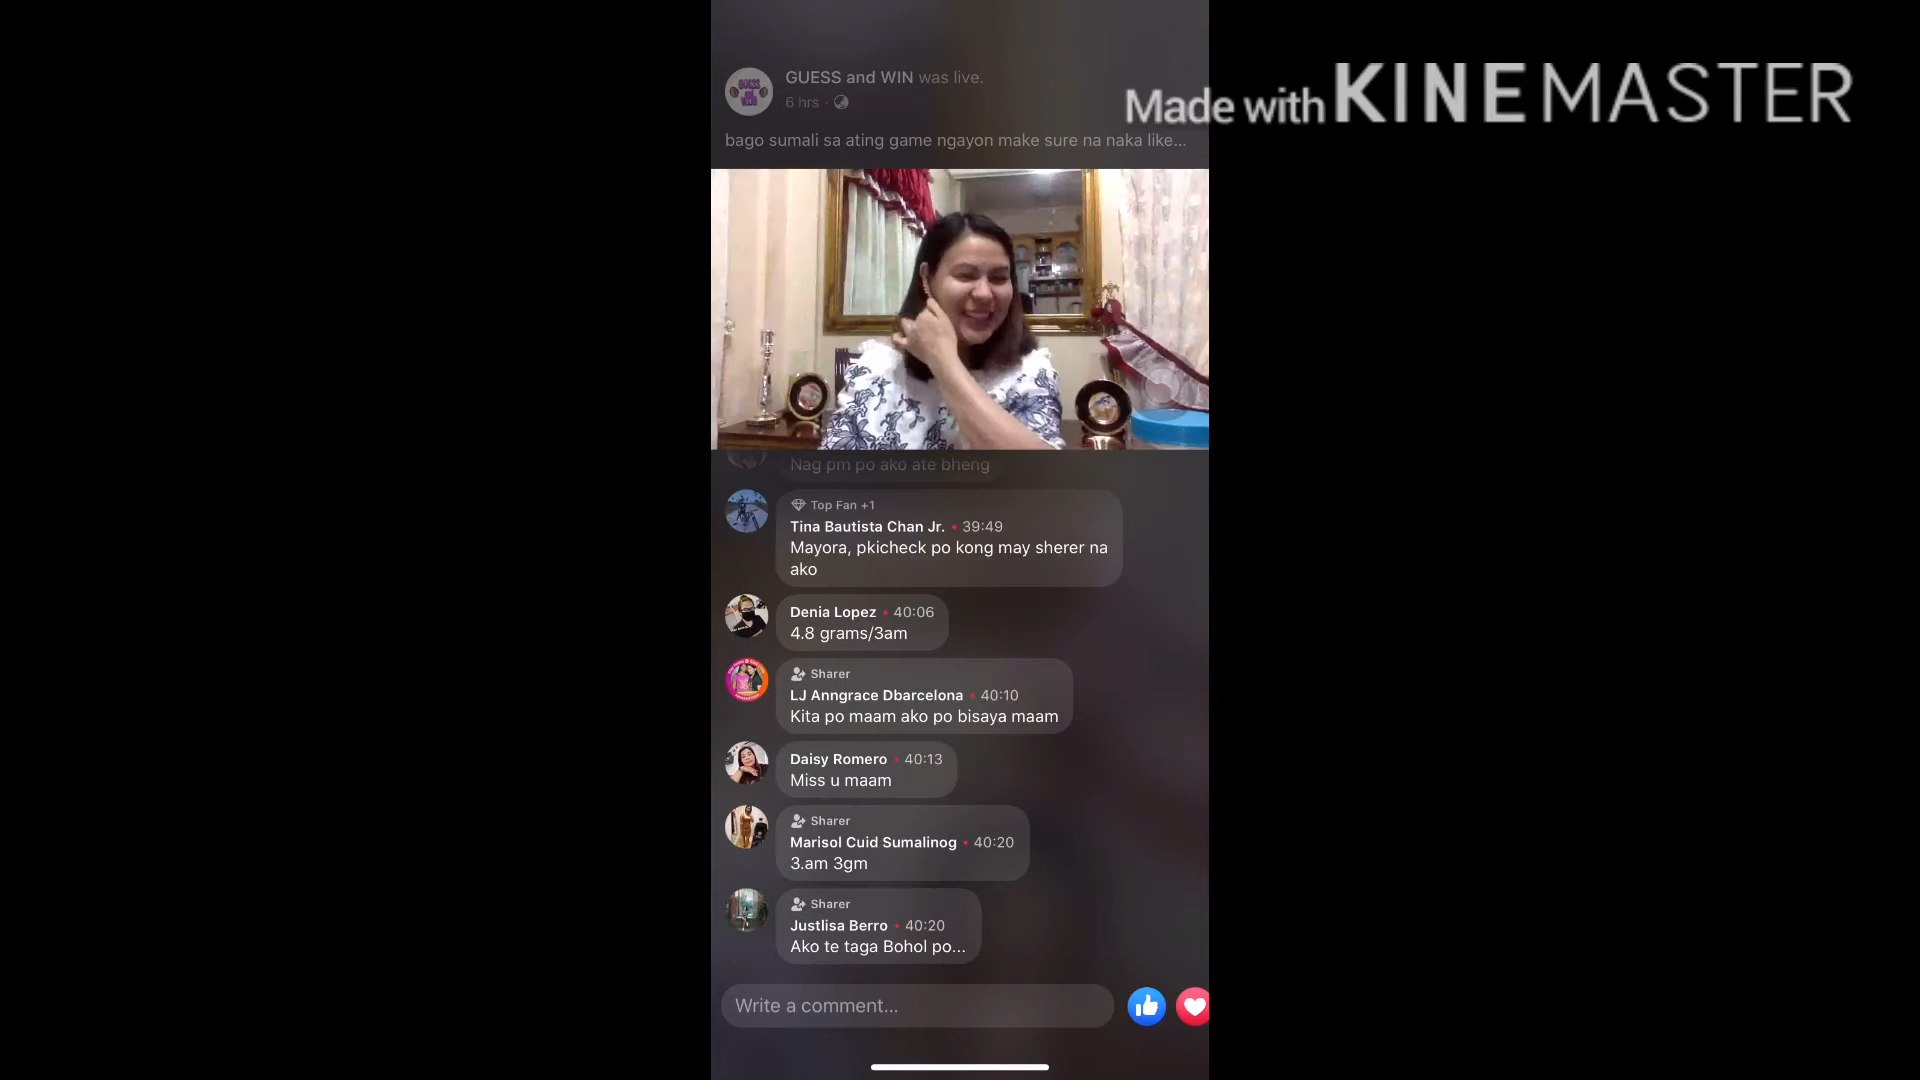 GUESS and WIN was live.
6 hrs ·
bago sumali sa ating game ngayon make sure na naka like...
Made with KINEMASTER
GUESS
and
WIN
Nag pm po ako ate bheng
Top Fan +1
Tina Bautista Chan Jr. • 39:49
Mayora, pkicheck po kong may sherer na
ako
Denia Lopez • 40:06
4.8 grams/3am
Sharer
LJ Anngrace Dbarcelona • 40:10
Kita po maam ako po bisaya maam
Daisy Romero • 40:13
Miss u maam
Sharer
Marisol Cuid Sumalinog • 40:20
3.am 3gm
Sharer
Justlisa Berro • 40:20
Ako te taga Bohol po...
Write a comment...